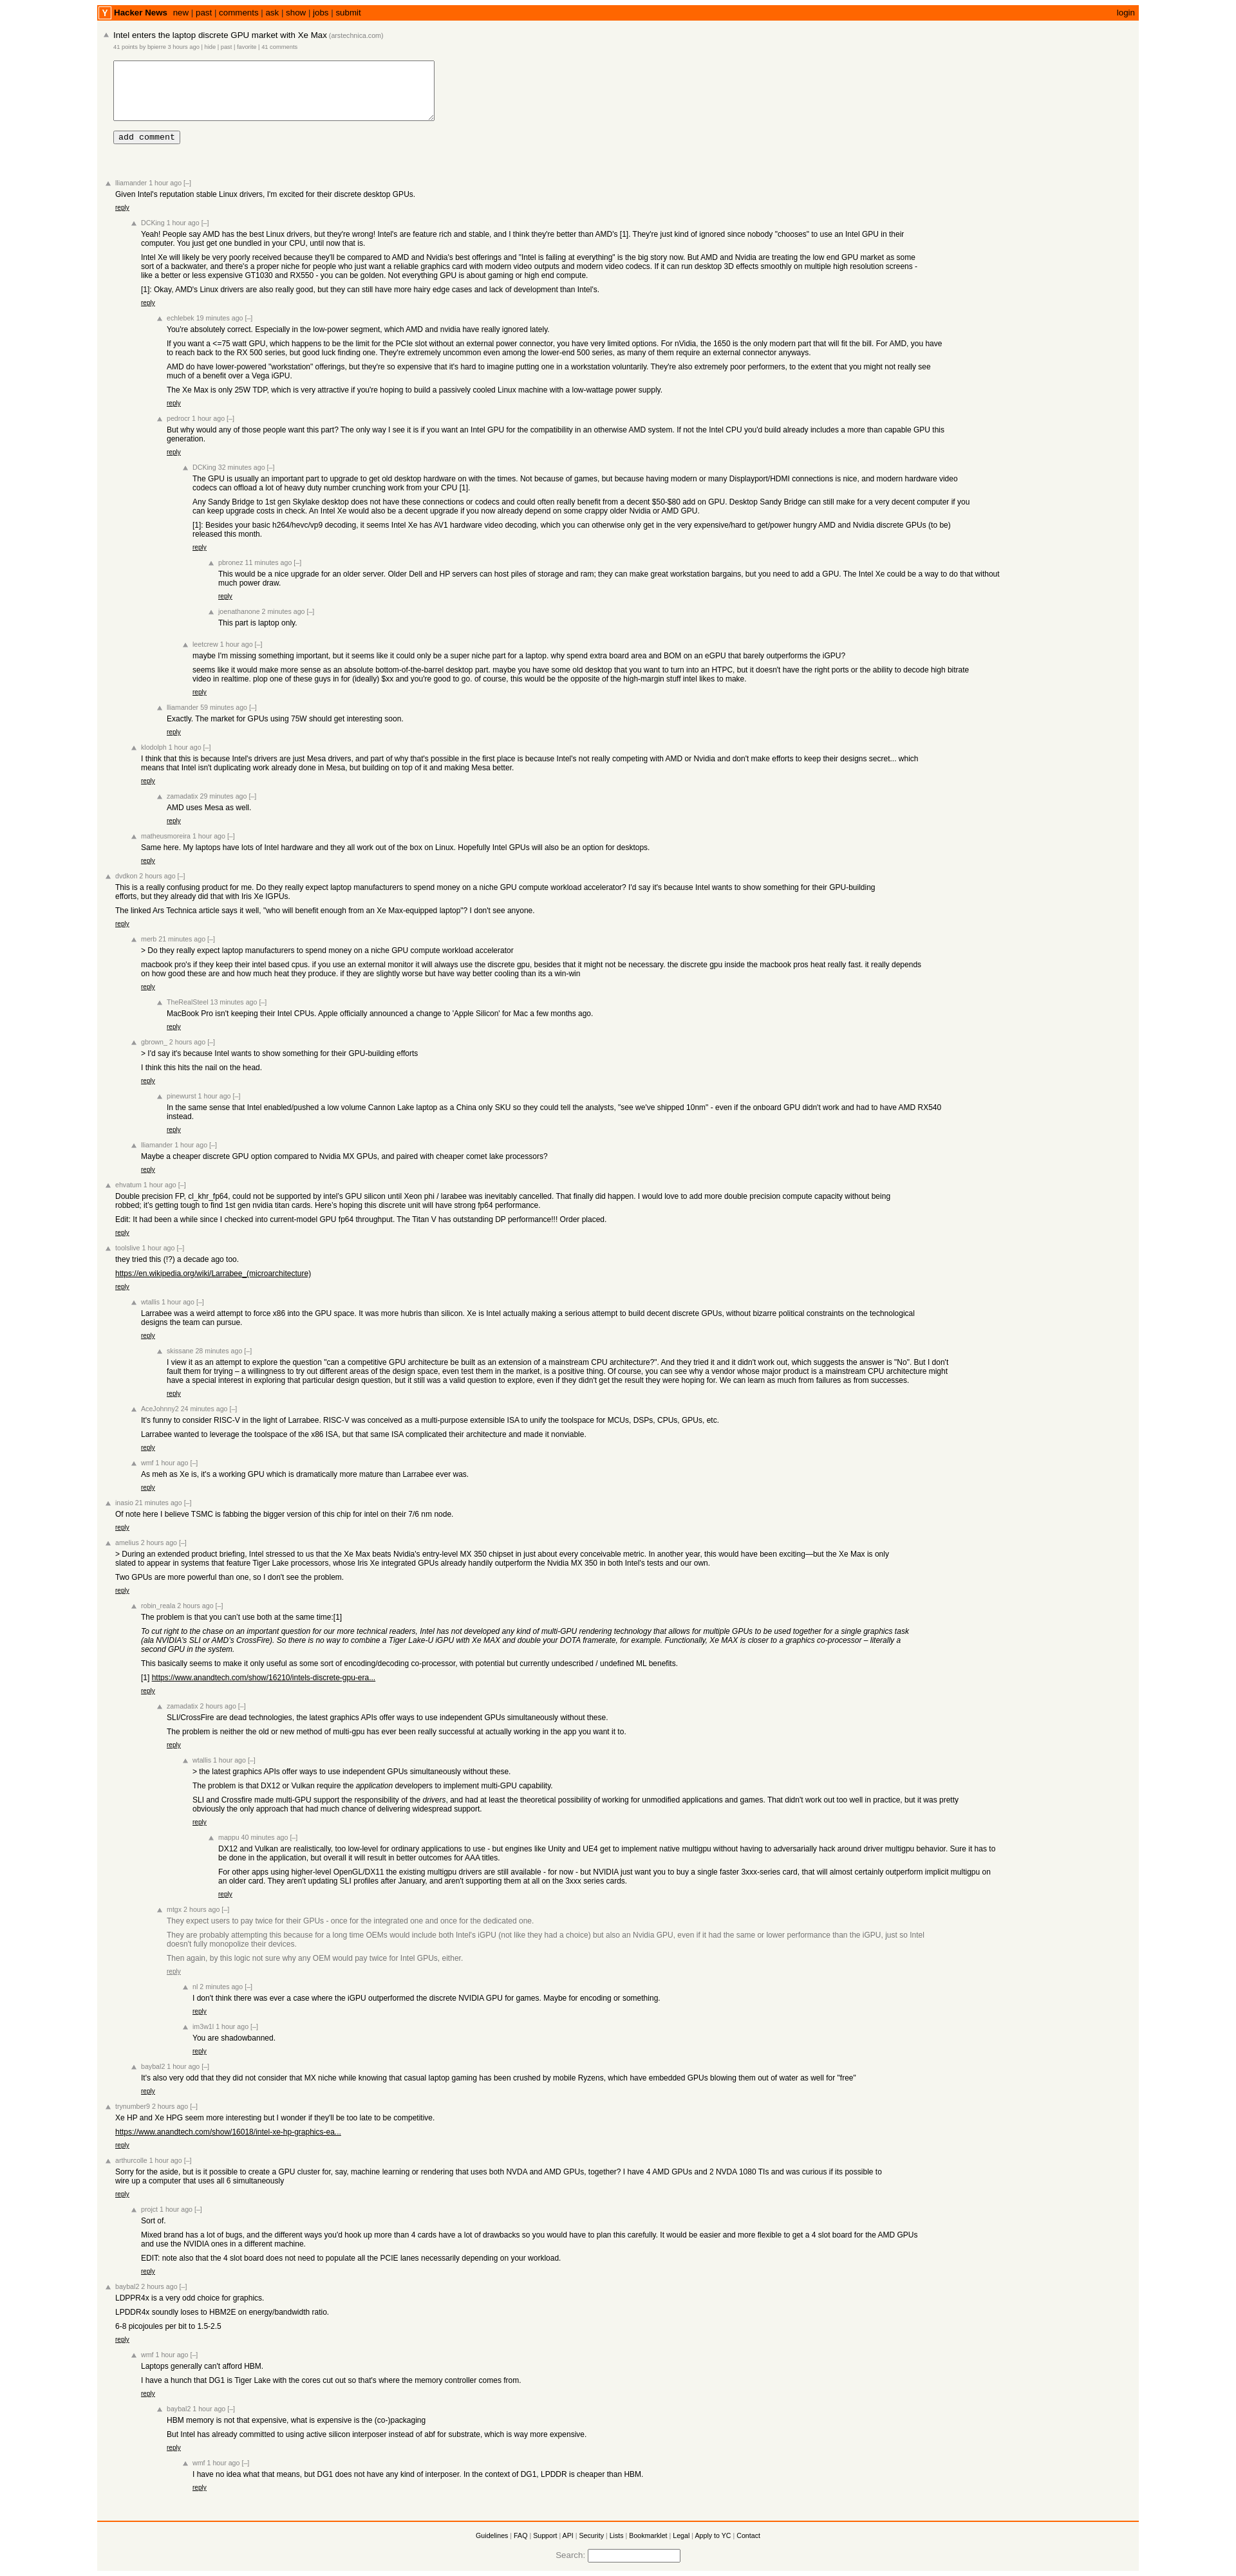 Y Hacker News new | past | comments | ask | show | jobs | submit login
Intel enters the laptop discrete GPU market with Xe Max (arstechnica.com)
41 points by bpierre 3 hours ago | hide | past | favorite | 41 comments
add comment
lliamander 1 hour ago [–]
Given Intel's reputation stable Linux drivers, I'm excited for their discrete desktop GPUs.
reply
DCKing 1 hour ago [–]
Yeah! People say AMD has the best Linux drivers, but they're wrong! Intel's are feature rich and stable, and I think they're better than AMD's [1]. They're just kind of ignored since nobody "chooses" to use an Intel GPU in their
computer. You just get one bundled in your CPU, until now that is.
Intel Xe will likely be very poorly received because they'll be compared to AMD and Nvidia's best offerings and "Intel is failing at everything" is the big story now. But AMD and Nvidia are treating the low end GPU market as some
sort of a backwater, and there's a proper niche for people who just want a reliable graphics card with modern video outputs and modern video codecs. If it can run desktop 3D effects smoothly on multiple high resolution screens -
like a better or less expensive GT1030 and RX550 - you can be golden. Not everything GPU is about gaming or high end compute.
[1]: Okay, AMD's Linux drivers are also really good, but they can still have more hairy edge cases and lack of development than Intel's.
reply
echlebek 19 minutes ago [–]
You're absolutely correct. Especially in the low-power segment, which AMD and nvidia have really ignored lately.
If you want a <=75 watt GPU, which happens to be the limit for the PCIe slot without an external power connector, you have very limited options. For nVidia, the 1650 is the only modern part that will fit the bill. For AMD, you have
to reach back to the RX 500 series, but good luck finding one. They're extremely uncommon even among the lower-end 500 series, as many of them require an external connector anyways.
AMD do have lower-powered "workstation" offerings, but they're so expensive that it's hard to imagine putting one in a workstation voluntarily. They're also extremely poor performers, to the extent that you might not really see
much of a benefit over a Vega iGPU.
The Xe Max is only 25W TDP, which is very attractive if you're hoping to build a passively cooled Linux machine with a low-wattage power supply.
reply
pedrocr 1 hour ago [–]
But why would any of those people want this part? The only way I see it is if you want an Intel GPU for the compatibility in an otherwise AMD system. If not the Intel CPU you'd build already includes a more than capable GPU this
generation.
reply
DCKing 32 minutes ago [–]
The GPU is usually an important part to upgrade to get old desktop hardware on with the times. Not because of games, but because having modern or many Displayport/HDMI connections is nice, and modern hardware video
codecs can offload a lot of heavy duty number crunching work from your CPU [1].
Any Sandy Bridge to 1st gen Skylake desktop does not have these connections or codecs and could often really benefit from a decent $50-$80 add on GPU. Desktop Sandy Bridge can still make for a very decent computer if you
can keep upgrade costs in check. An Intel Xe would also be a decent upgrade if you now already depend on some crappy older Nvidia or AMD GPU.
[1]: Besides your basic h264/hevc/vp9 decoding, it seems Intel Xe has AV1 hardware video decoding, which you can otherwise only get in the very expensive/hard to get/power hungry AMD and Nvidia discrete GPUs (to be)
released this month.
reply
pbronez 11 minutes ago [–]
This would be a nice upgrade for an older server. Older Dell and HP servers can host piles of storage and ram; they can make great workstation bargains, but you need to add a GPU. The Intel Xe could be a way to do that without
much power draw.
reply
joenathanone 2 minutes ago [–]
This part is laptop only.
leetcrew 1 hour ago [–]
maybe I'm missing something important, but it seems like it could only be a super niche part for a laptop. why spend extra board area and BOM on an eGPU that barely outperforms the iGPU?
seems like it would make more sense as an absolute bottom-of-the-barrel desktop part. maybe you have some old desktop that you want to turn into an HTPC, but it doesn't have the right ports or the ability to decode high bitrate
video in realtime. plop one of these guys in for (ideally) $xx and you're good to go. of course, this would be the opposite of the high-margin stuff intel likes to make.
reply
lliamander 59 minutes ago [–]
Exactly. The market for GPUs using 75W should get interesting soon.
reply
klodolph 1 hour ago [–]
I think that this is because Intel's drivers are just Mesa drivers, and part of why that's possible in the first place is because Intel's not really competing with AMD or Nvidia and don't make efforts to keep their designs secret... which
means that Intel isn't duplicating work already done in Mesa, but building on top of it and making Mesa better.
reply
zamadatix 29 minutes ago [–]
AMD uses Mesa as well.
reply
matheusmoreira 1 hour ago [–]
Same here. My laptops have lots of Intel hardware and they all work out of the box on Linux. Hopefully Intel GPUs will also be an option for desktops.
reply
dvdkon 2 hours ago [–]
This is a really confusing product for me. Do they really expect laptop manufacturers to spend money on a niche GPU compute workload accelerator? I'd say it's because Intel wants to show something for their GPU-building
efforts, but they already did that with Iris Xe IGPUs.
The linked Ars Technica article says it well, "who will benefit enough from an Xe Max-equipped laptop"? I don't see anyone.
reply
merb 21 minutes ago [–]
> Do they really expect laptop manufacturers to spend money on a niche GPU compute workload accelerator
macbook pro's if they keep their intel based cpus. if you use an external monitor it will always use the discrete gpu, besides that it might not be necessary. the discrete gpu inside the macbook pros heat really fast. it really depends
on how good these are and how much heat they produce. if they are slightly worse but have way better cooling than its a win-win
reply
TheRealSteel 13 minutes ago [–]
MacBook Pro isn't keeping their Intel CPUs. Apple officially announced a change to 'Apple Silicon' for Mac a few months ago.
reply
gbrown_ 2 hours ago [–]
> I'd say it's because Intel wants to show something for their GPU-building efforts
I think this hits the nail on the head.
reply
pinewurst 1 hour ago [–]
In the same sense that Intel enabled/pushed a low volume Cannon Lake laptop as a China only SKU so they could tell the analysts, "see we've shipped 10nm" - even if the onboard GPU didn't work and had to have AMD RX540
instead.
reply
lliamander 1 hour ago [–]
Maybe a cheaper discrete GPU option compared to Nvidia MX GPUs, and paired with cheaper comet lake processors?
reply
ehvatum 1 hour ago [–]
Double precision FP, cl_khr_fp64, could not be supported by intel's GPU silicon until Xeon phi / larabee was inevitably cancelled. That finally did happen. I would love to add more double precision compute capacity without being
robbed; it's getting tough to find 1st gen nvidia titan cards. Here's hoping this discrete unit will have strong fp64 performance.
Edit: It had been a while since I checked into current-model GPU fp64 throughput. The Titan V has outstanding DP performance!!! Order placed.
reply
toolslive 1 hour ago [–]
they tried this (!?) a decade ago too.
https://en.wikipedia.org/wiki/Larrabee_(microarchitecture)
reply
wtallis 1 hour ago [–]
Larrabee was a weird attempt to force x86 into the GPU space. It was more hubris than silicon. Xe is Intel actually making a serious attempt to build decent discrete GPUs, without bizarre political constraints on the technological
designs the team can pursue.
reply
skissane 28 minutes ago [–]
I view it as an attempt to explore the question "can a competitive GPU architecture be built as an extension of a mainstream CPU architecture?". And they tried it and it didn't work out, which suggests the answer is "No". But I don't
fault them for trying – a willingness to try out different areas of the design space, even test them in the market, is a positive thing. Of course, you can see why a vendor whose major product is a mainstream CPU architecture might
have a special interest in exploring that particular design question, but it still was a valid question to explore, even if they didn't get the result they were hoping for. We can learn as much from failures as from successes.
reply
AceJohnny2 24 minutes ago [–]
It's funny to consider RISC-V in the light of Larrabee. RISC-V was conceived as a multi-purpose extensible ISA to unify the toolspace for MCUs, DSPs, CPUs, GPUs, etc.
Larrabee wanted to leverage the toolspace of the x86 ISA, but that same ISA complicated their architecture and made it nonviable.
reply
wmf 1 hour ago [–]
As meh as Xe is, it's a working GPU which is dramatically more mature than Larrabee ever was.
reply
inasio 21 minutes ago [–]
Of note here I believe TSMC is fabbing the bigger version of this chip for intel on their 7/6 nm node.
reply
amelius 2 hours ago [–]
> During an extended product briefing, Intel stressed to us that the Xe Max beats Nvidia's entry-level MX 350 chipset in just about every conceivable metric. In another year, this would have been exciting—but the Xe Max is only
slated to appear in systems that feature Tiger Lake processors, whose Iris Xe integrated GPUs already handily outperform the Nvidia MX 350 in both Intel's tests and our own.
Two GPUs are more powerful than one, so I don't see the problem.
reply
robin_reala 2 hours ago [–]
The problem is that you can't use both at the same time:[1]
To cut right to the chase on an important question for our more technical readers, Intel has not developed any kind of multi-GPU rendering technology that allows for multiple GPUs to be used together for a single graphics task
(ala NVIDIA's SLI or AMD's CrossFire). So there is no way to combine a Tiger Lake-U iGPU with Xe MAX and double your DOTA framerate, for example. Functionally, Xe MAX is closer to a graphics co-processor – literally a
second GPU in the system.
This basically seems to make it only useful as some sort of encoding/decoding co-processor, with potential but currently undescribed / undefined ML benefits.
[1] https://www.anandtech.com/show/16210/intels-discrete-gpu-era...
reply
zamadatix 2 hours ago [–]
SLI/CrossFire are dead technologies, the latest graphics APIs offer ways to use independent GPUs simultaneously without these.
The problem is neither the old or new method of multi-gpu has ever been really successful at actually working in the app you want it to.
reply
wtallis 1 hour ago [–]
> the latest graphics APIs offer ways to use independent GPUs simultaneously without these.
The problem is that DX12 or Vulkan require the application developers to implement multi-GPU capability.
SLI and Crossfire made multi-GPU support the responsibility of the drivers, and had at least the theoretical possibility of working for unmodified applications and games. That didn't work out too well in practice, but it was pretty
obviously the only approach that had much chance of delivering widespread support.
reply
mappu 40 minutes ago [–]
DX12 and Vulkan are realistically, too low-level for ordinary applications to use - but engines like Unity and UE4 get to implement native multigpu without having to adversarially hack around driver multigpu behavior. Sure it has to
be done in the application, but overall it will result in better outcomes for AAA titles.
For other apps using higher-level OpenGL/DX11 the existing multigpu drivers are still available - for now - but NVIDIA just want you to buy a single faster 3xxx-series card, that will almost certainly outperform implicit multigpu on
an older card. They aren't updating SLI profiles after January, and aren't supporting them at all on the 3xxx series cards.
reply
mtgx 2 hours ago [–]
They expect users to pay twice for their GPUs - once for the integrated one and once for the dedicated one.
They are probably attempting this because for a long time OEMs would include both Intel's iGPU (not like they had a choice) but also an Nvidia GPU, even if it had the same or lower performance than the iGPU, just so Intel
doesn't fully monopolize their devices.
Then again, by this logic not sure why any OEM would pay twice for Intel GPUs, either.
reply
nl 2 minutes ago [–]
I don't think there was ever a case where the iGPU outperformed the discrete NVIDIA GPU for games. Maybe for encoding or something.
reply
im3w1l 1 hour ago [–]
You are shadowbanned.
reply
baybal2 1 hour ago [–]
It's also very odd that they did not consider that MX niche while knowing that casual laptop gaming has been crushed by mobile Ryzens, which have embedded GPUs blowing them out of water as well for "free"
reply
trynumber9 2 hours ago [–]
Xe HP and Xe HPG seem more interesting but I wonder if they'll be too late to be competitive.
https://www.anandtech.com/show/16018/intel-xe-hp-graphics-ea...
reply
arthurcolle 1 hour ago [–]
Sorry for the aside, but is it possible to create a GPU cluster for, say, machine learning or rendering that uses both NVDA and AMD GPUs, together? I have 4 AMD GPUs and 2 NVDA 1080 TIs and was curious if its possible to
wire up a computer that uses all 6 simultaneously
reply
projct 1 hour ago [–]
Sort of.
Mixed brand has a lot of bugs, and the different ways you'd hook up more than 4 cards have a lot of drawbacks so you would have to plan this carefully. It would be easier and more flexible to get a 4 slot board for the AMD GPUs
and use the NVIDIA ones in a different machine.
EDIT: note also that the 4 slot board does not need to populate all the PCIE lanes necessarily depending on your workload.
reply
baybal2 2 hours ago [–]
LDPPR4x is a very odd choice for graphics.
LPDDR4x soundly loses to HBM2E on energy/bandwidth ratio.
6-8 picojoules per bit to 1.5-2.5
reply
wmf 1 hour ago [–]
Laptops generally can't afford HBM.
I have a hunch that DG1 is Tiger Lake with the cores cut out so that's where the memory controller comes from.
reply
baybal2 1 hour ago [–]
HBM memory is not that expensive, what is expensive is the (co-)packaging
But Intel has already committed to using active silicon interposer instead of abf for substrate, which is way more expensive.
reply
wmf 1 hour ago [–]
I have no idea what that means, but DG1 does not have any kind of interposer. In the context of DG1, LPDDR is cheaper than HBM.
reply
Guidelines | FAQ | Support | API | Security | Lists | Bookmarklet | Legal | Apply to YC | Contact
Search: